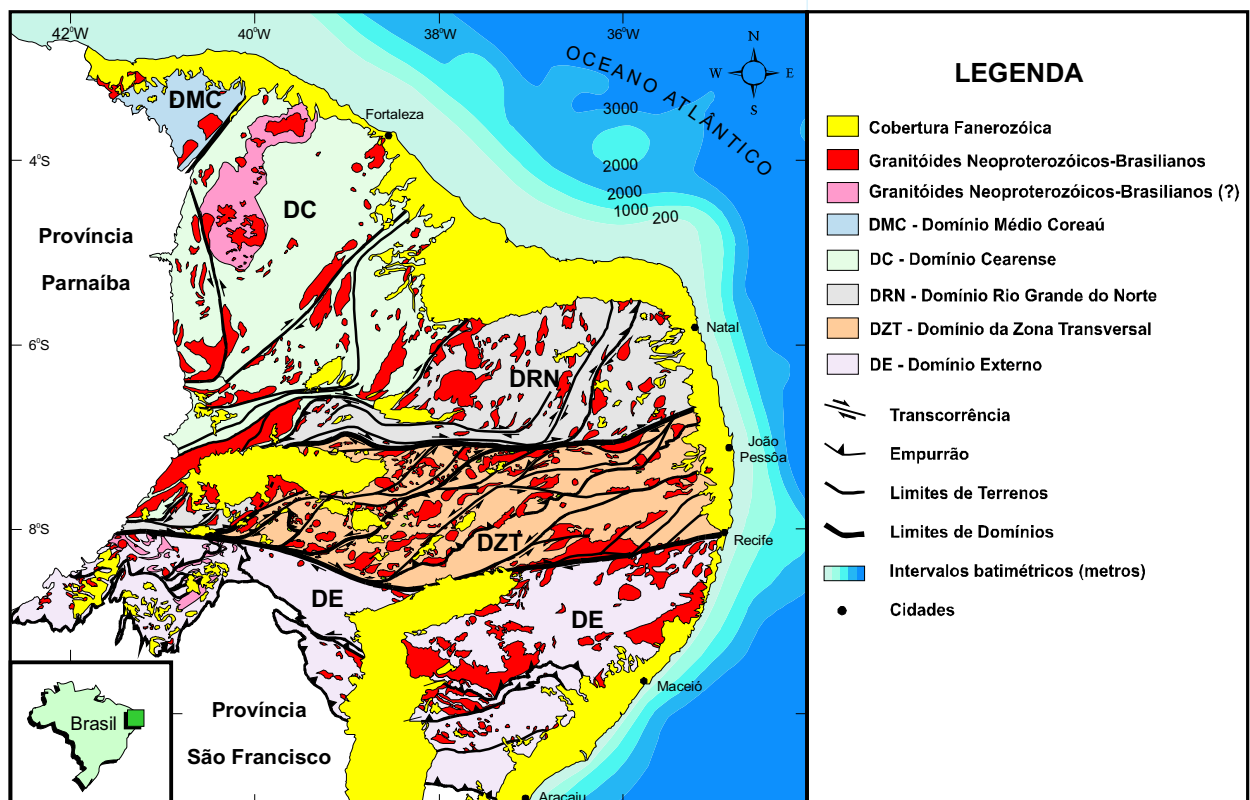 42°W
40°W
38°W
36°W
4°S
6°S
8°S
OCEANO ATLÂNTICO
N
W
E
S
3000
2000
2000
1000
200
DMC
Fortaleza
DC
Província
Parnaíba
Natal
DRN
João
Pessôa
DZT
Recife
DE
DE
Maceió
Província
São Francisco
Brasil
Aracaju
LEGENDA
Cobertura Fanerozóica
Granitóides Neoproterozóicos-Brasilianos
Granitóides Neoproterozóicos-Brasilianos (?)
DMC - Domínio Médio Coreaú
DC - Domínio Cearense
DRN - Domínio Rio Grande do Norte
DZT - Domínio da Zona Transversal
DE - Domínio Externo
Transcorrência
Empurrão
Limites de Terrenos
Limites de Domínios
Intervalos batimétricos (metros)
Cidades